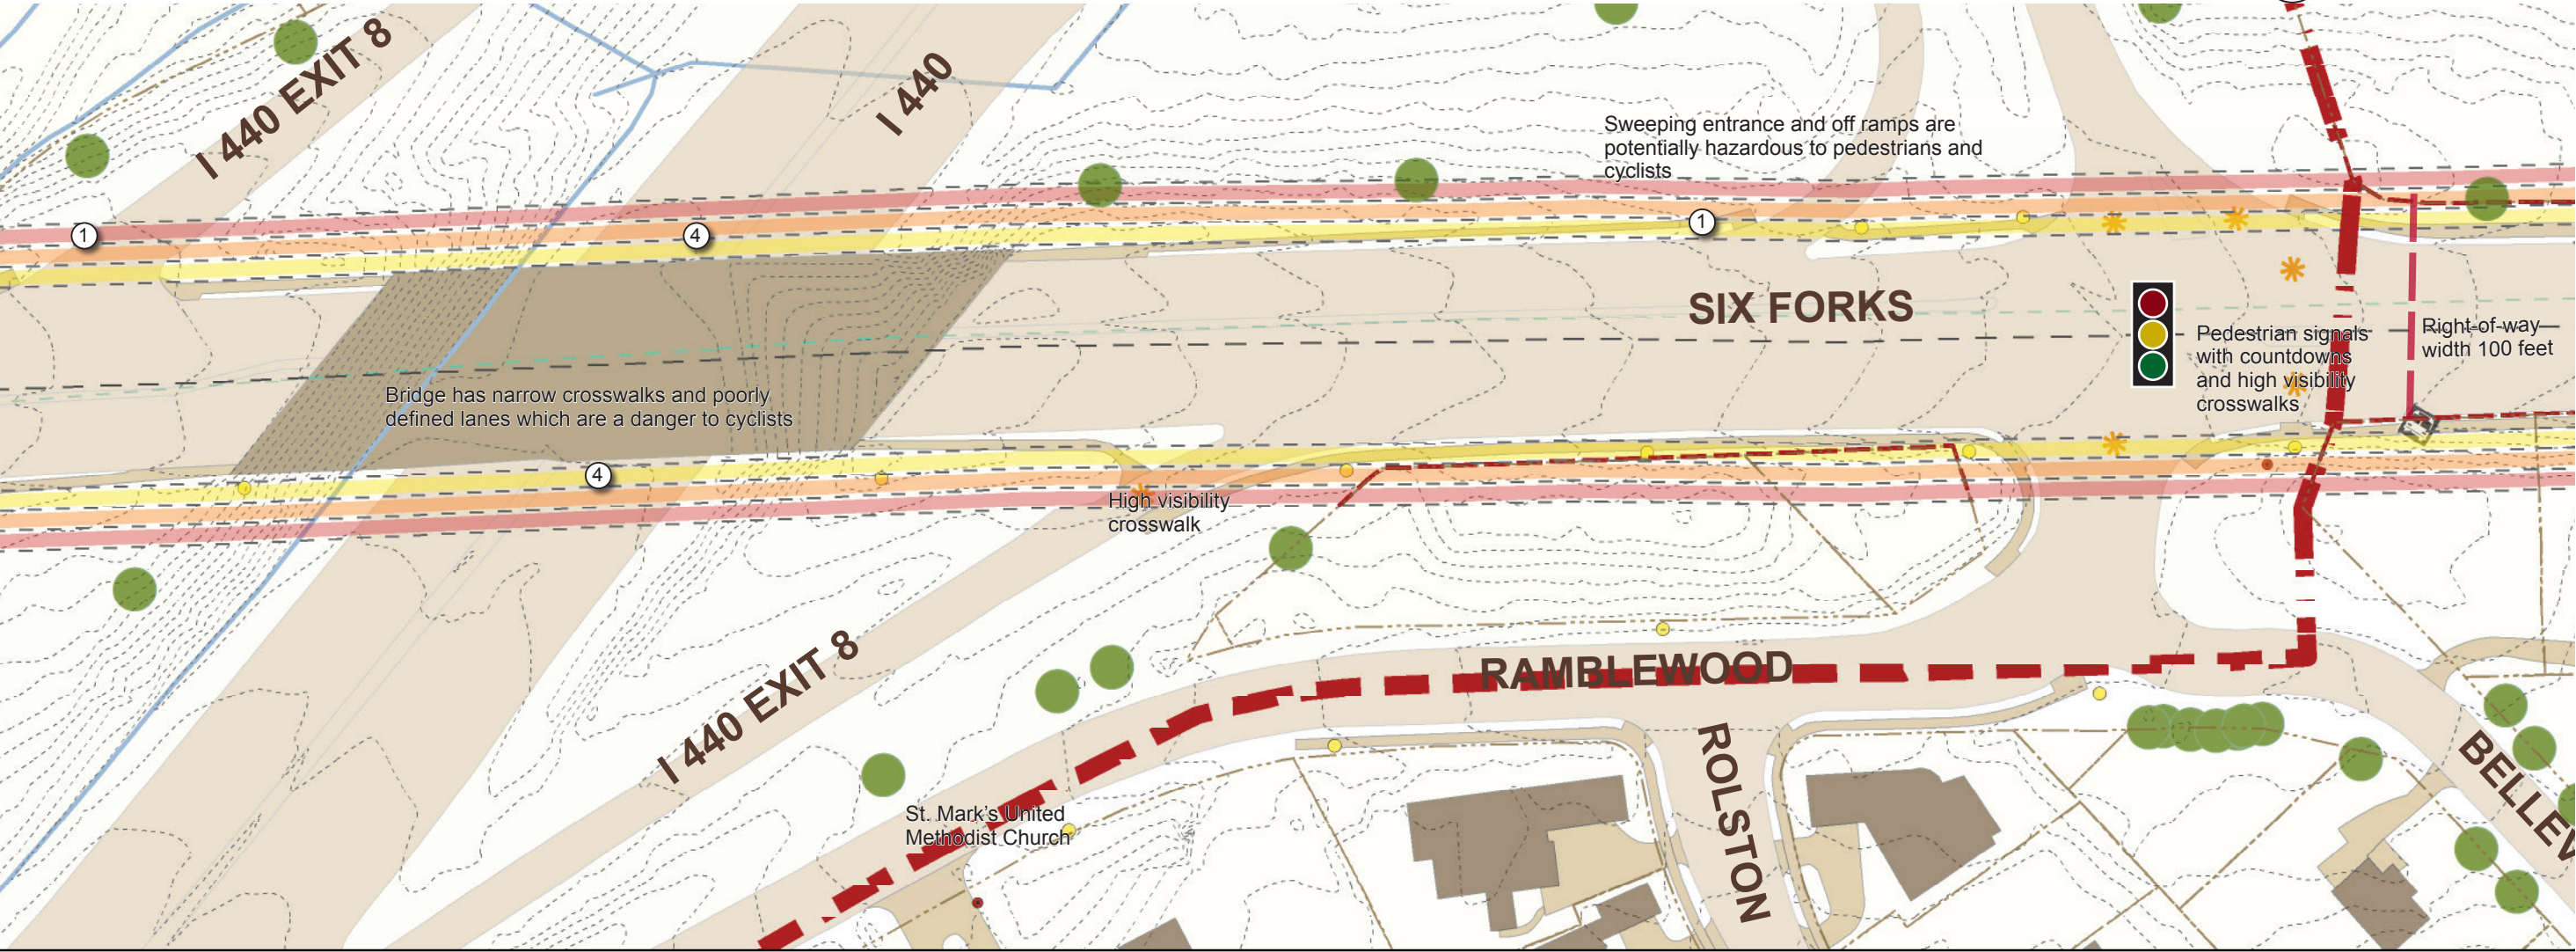 I 440 EXIT 8
I 440
Sweeping entrance and off ramps are
potentially hazardous to pedestrians and
cyclists
1
4
1
SIX FORKS
Pedestrian signals
with countdowns
and high visibility
crosswalks
Right-of-way
width 100 feet
Bridge has narrow crosswalks and poorly
defined lanes which are a danger to cyclists
4
High visibility
crosswalk
I 440 EXIT 8
RAMBLEWOOD
ROLSTON
BELLEV
St. Mark's United
Methodist Church